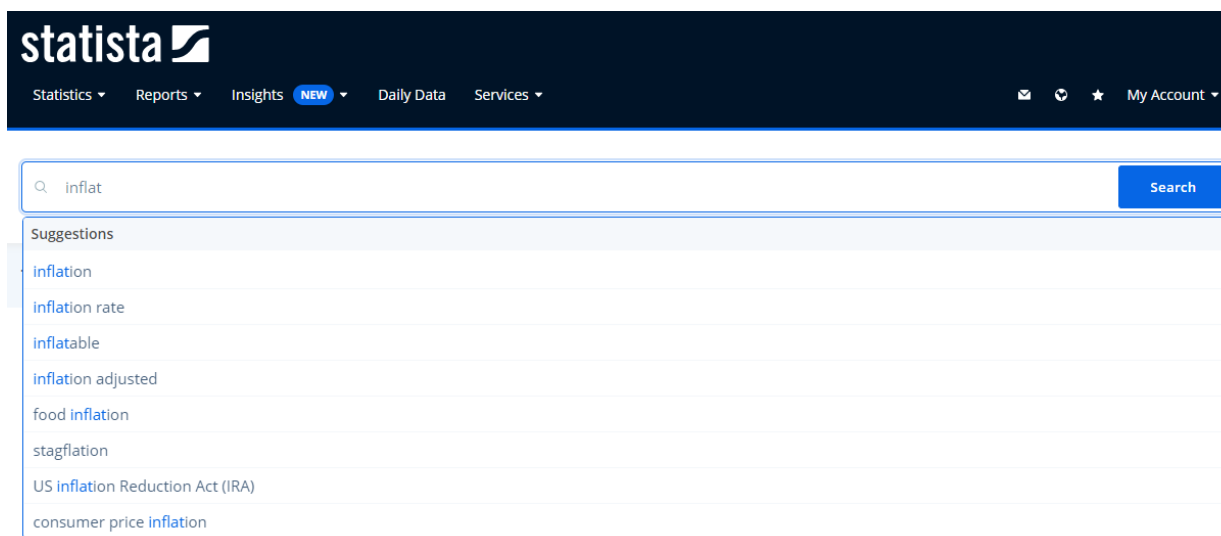 statista
Statistics Reports Insights NEW Daily Data Services My Account
inflat Search
Suggestions
inflation
inflation rate
inflatable
inflation adjusted
food inflation
stagflation
US inflation Reduction Act (IRA)
consumer price inflation